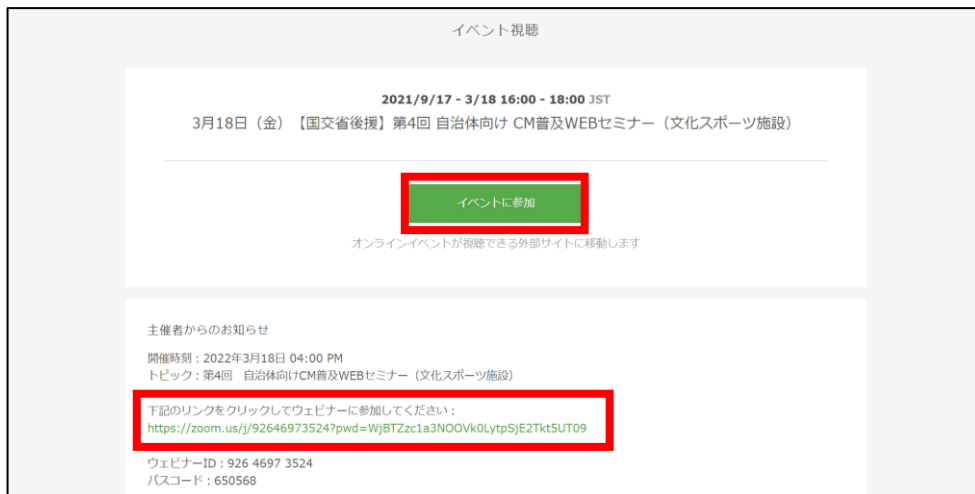 イベント視聴
2021/9/17 - 3/18 16:00 - 18:00 JST
3月18日（金）【国交省後援】第4回 自治体向け CM普及WEBセミナー（文化スポーツ施設）
イベントに参加
オンラインイベントが視聴できる外部サイトに移動します
主催者からのお知らせ
開催時刻：2022年3月18日 04:00 PM
トピック：第4回　自治体向けCM普及WEBセミナー（文化スポーツ施設）
下記のリンクをクリックしてウェビナーに参加してください：
https://zoom.us/j/92646973524?pwd=WjBTZzc1a3NOOVk0LytpSjE2Tkt5UT09
ウェビナーID：926 4697 3524
パスコード：650568